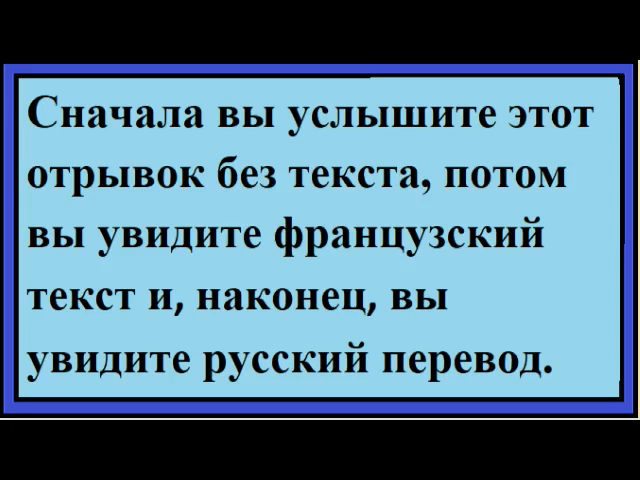 Сначала вы услышите этот
отрывок без текста, потом
вы увидите французский
текст и, наконец, вы
увидите русский перевод.